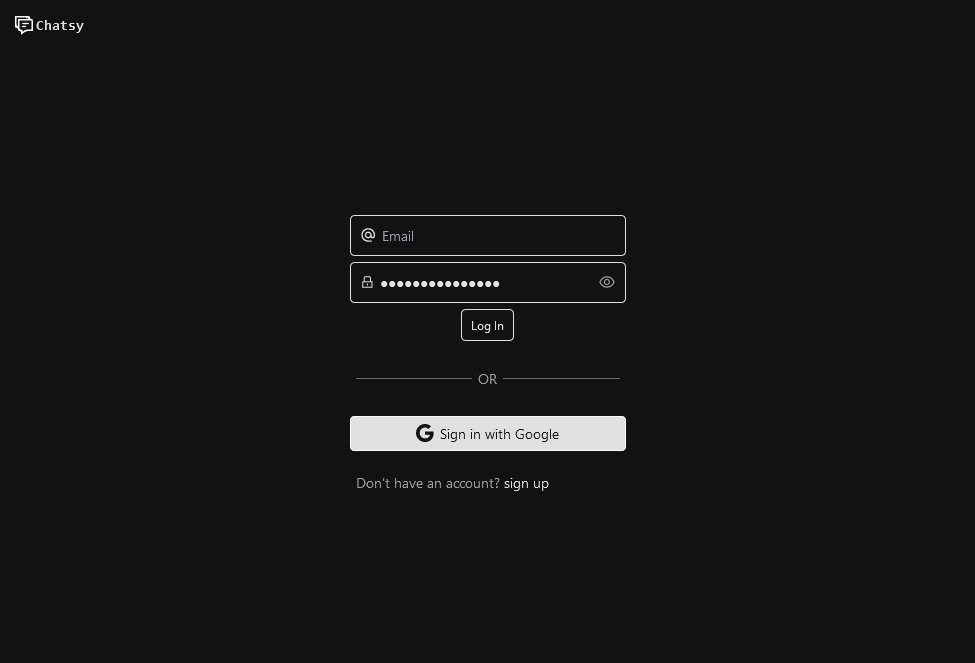 Chatsy
Email
●●●●●●●●●●●●●●●
Log In
OR
Sign in with Google
Don't have an account? sign up